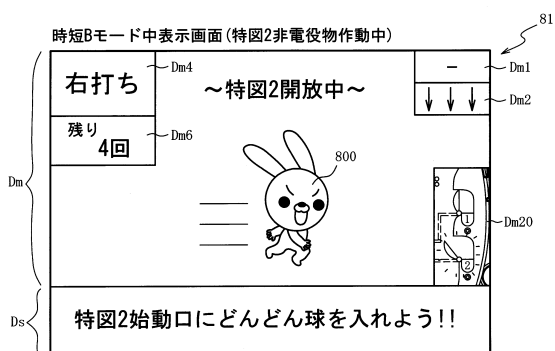 時短Bモード中表示画面(特図2非電役物作動中)
81
右打ち
Dm4
～特図2開放中～
－
Dm1
↓↓↓
Dm2
残り
4回
Dm6
800
Dm
1
2
Dm20
Ds
特図2始動口にどんどん球を入れよう!!